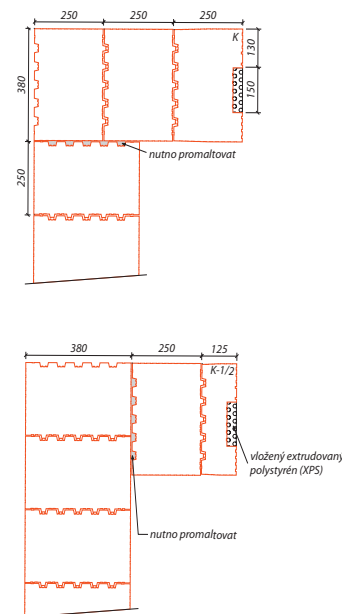 250 250 250
K
130
380
150
nutno promaltovat
250
380 250 125
K-1/2
vložený extrudovaný
polystyrén (XPS)
nutno promaltovat